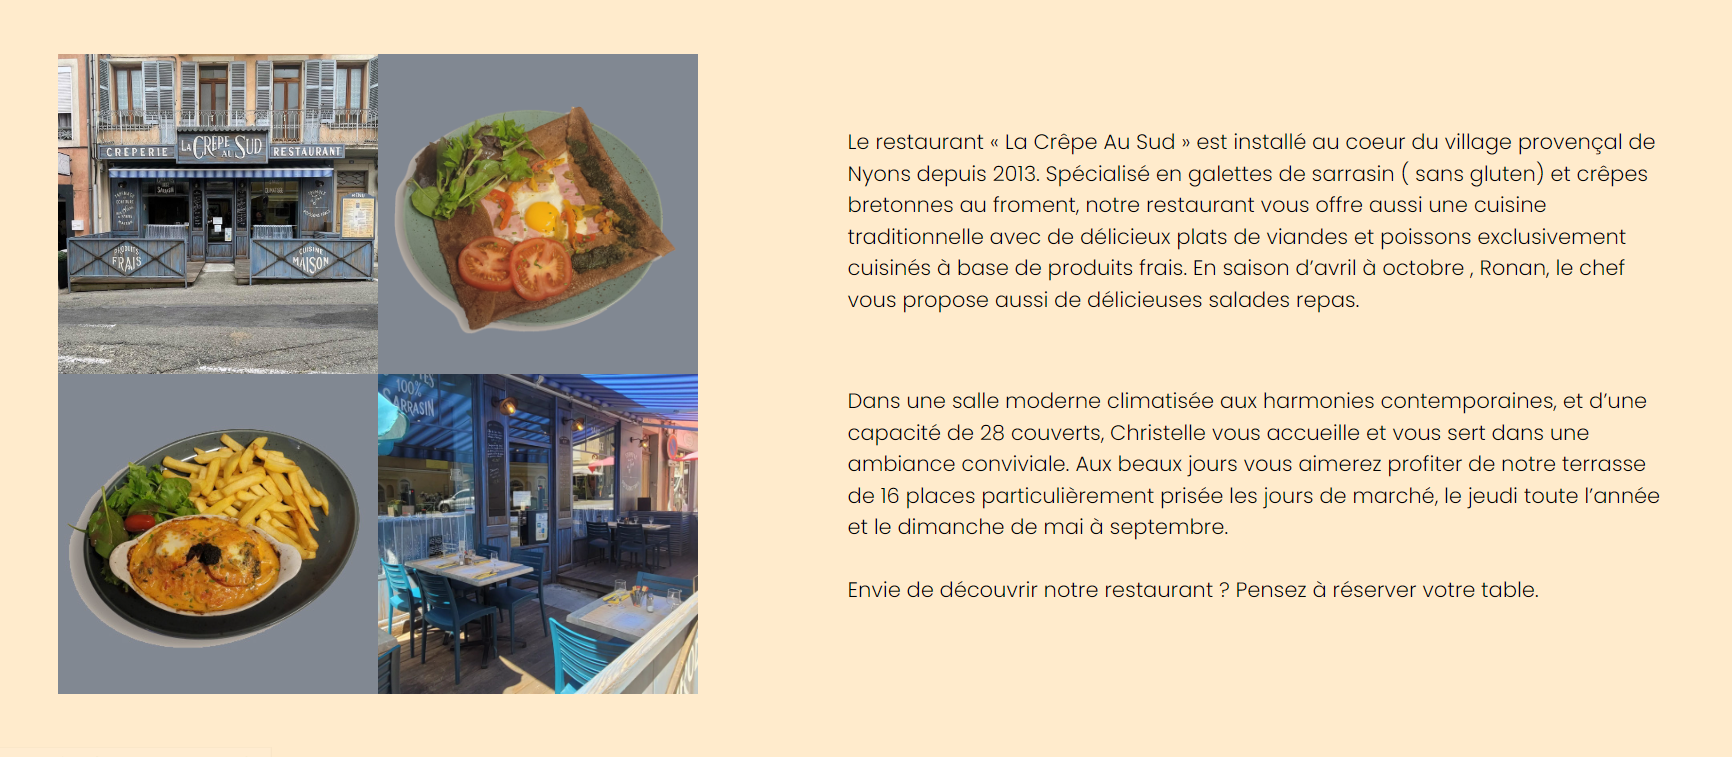 CRÊPERIE LA CRÊPE AU SUD RESTAURANT
MENU
PRODUITS FRAIS
CUISINE MAISON
100%
SARRASIN
Le restaurant « La Crêpe Au Sud » est installé au coeur du village provençal de
Nyons depuis 2013. Spécialisé en galettes de sarrasin ( sans gluten) et crêpes
bretonnes au froment, notre restaurant vous offre aussi une cuisine
traditionnelle avec de délicieux plats de viandes et poissons exclusivement
cuisinés à base de produits frais. En saison d’avril à octobre , Ronan, le chef
vous propose aussi de délicieuses salades repas.
Dans une salle moderne climatisée aux harmonies contemporaines, et d’une
capacité de 28 couverts, Christelle vous accueille et vous sert dans une
ambiance conviviale. Aux beaux jours vous aimerez profiter de notre terrasse
de 16 places particulièrement prisée les jours de marché, le jeudi toute l’année
et le dimanche de mai à septembre.
Envie de découvrir notre restaurant ? Pensez à réserver votre table.